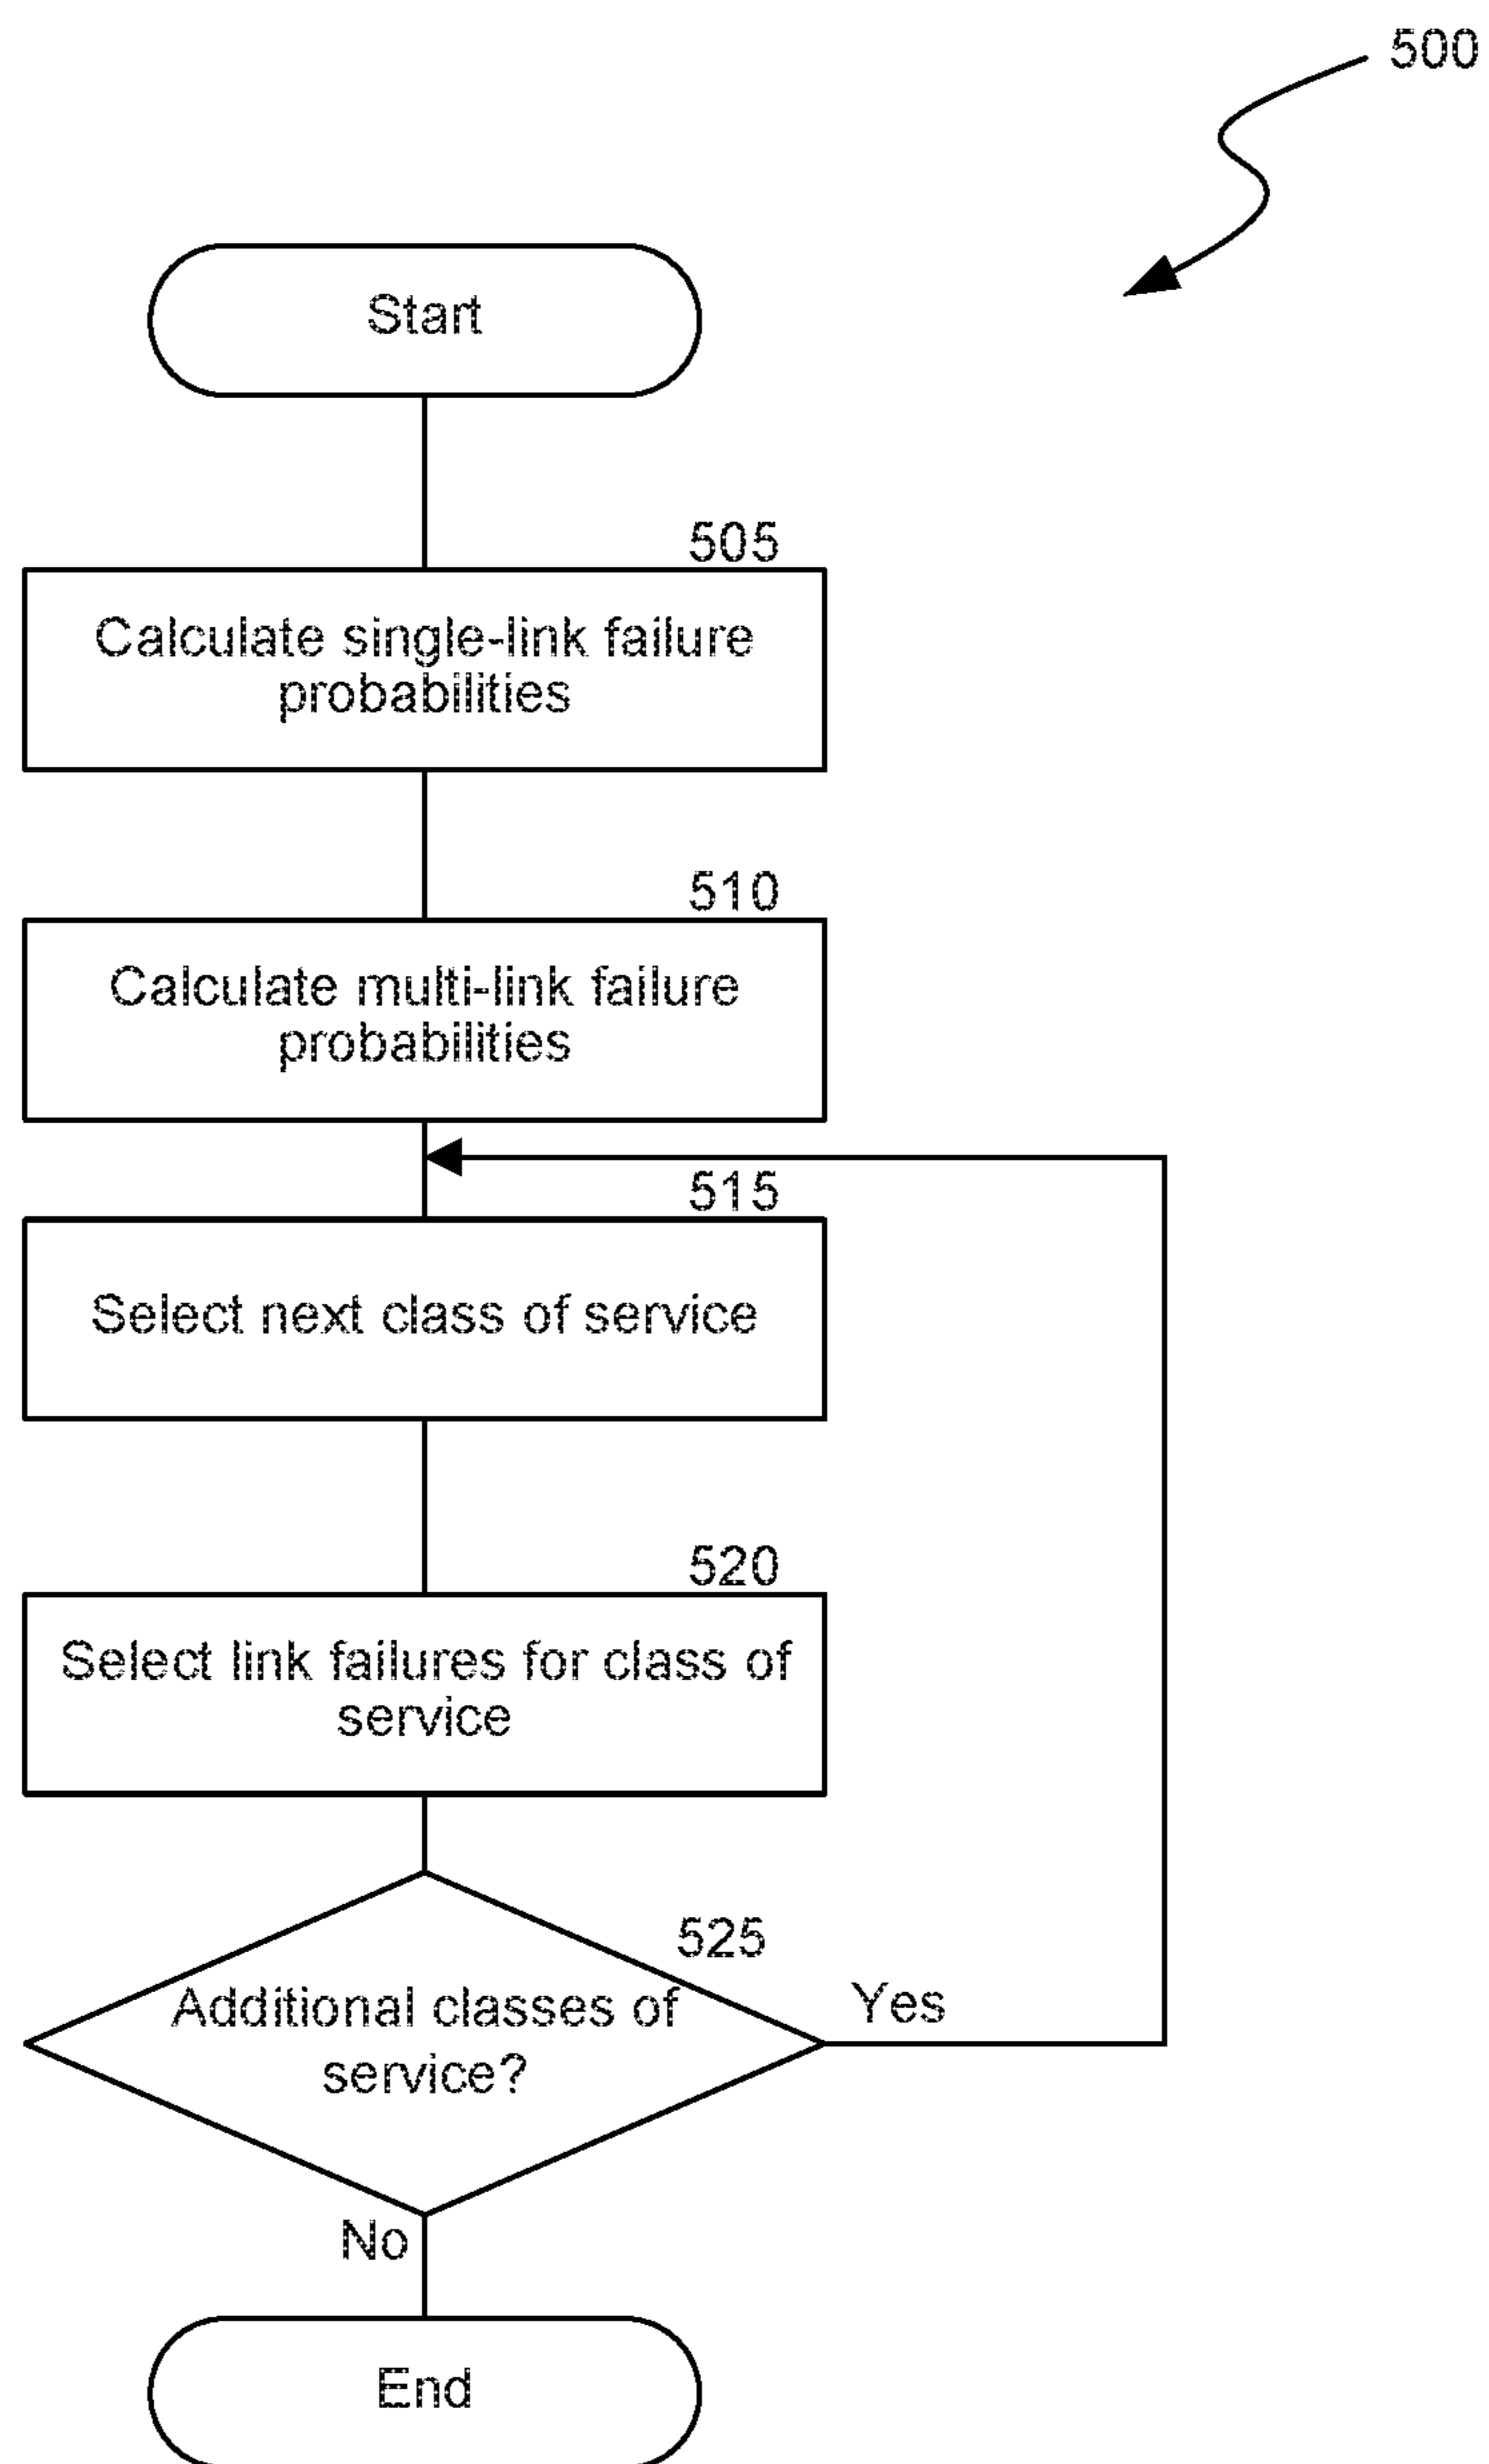 500
Start
505
Calculate single-link failure
probabilities
510
Calculate multi-link failure
probabilities
515
Select next class of service
520
Select link failures for class of
service
525
Additional classes of
service?
Yes
No
End